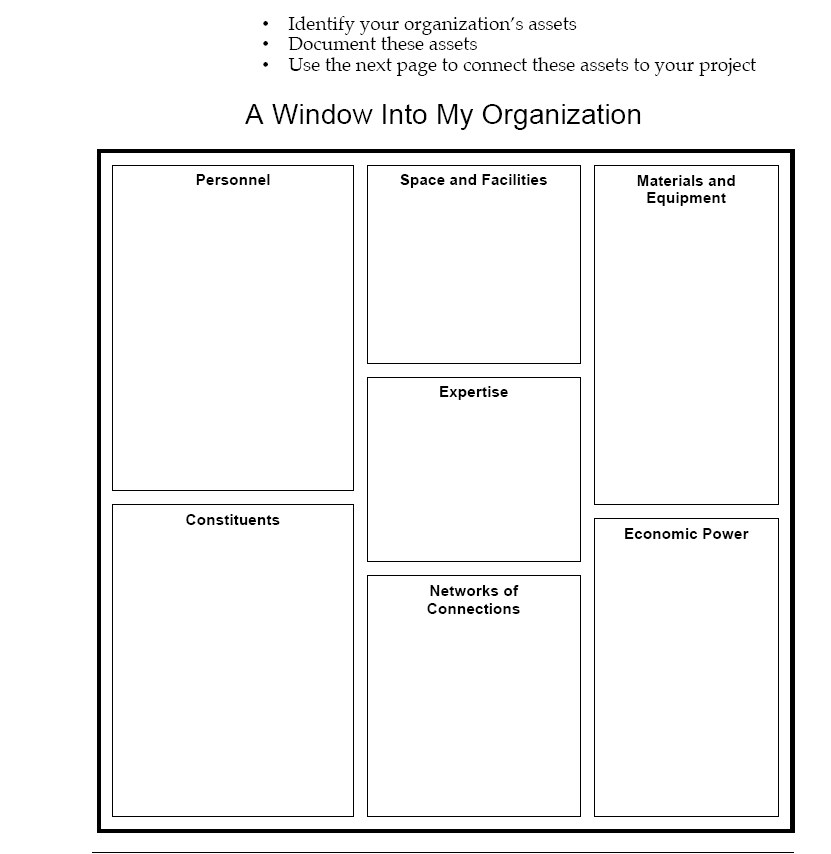 • Identify your organization's assets
• Document these assets
• Use the next page to connect these assets to your project
A Window Into My Organization
Personnel
Space and Facilities
Materials and
Equipment
Expertise
Constituents
Economic Power
Networks of
Connections